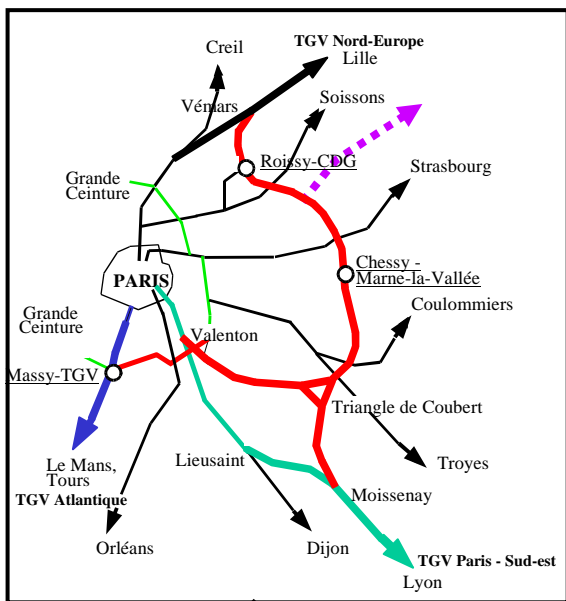 TGV Nord-Europe
Creil
Lille
Vémars
Soissons
Roissy-CDG
Strasbourg
Grande
Ceinture
Chessy -
Marne-la-Vallée
PARIS
Coulommiers
Grande
Ceinture
Valenton
Massy-TGV
Triangle de Coubert
Le Mans,
Tours
TGV Atlantique
Lieusaint
Troyes
Moissenay
Orléans
Dijon
TGV Paris - Sud-est
Lyon